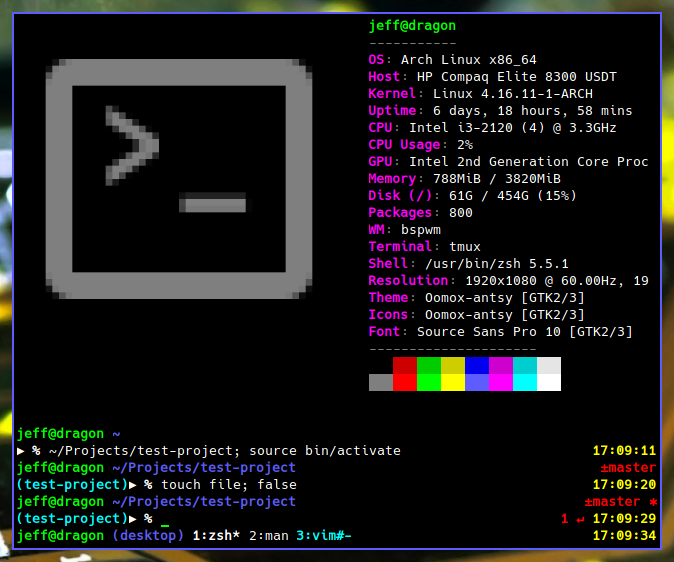 jeff@dragon
-----------
OS: Arch Linux x86_64
Host: HP Compaq Elite 8300 USDT
Kernel: Linux 4.16.11-1-ARCH
Uptime: 6 days, 18 hours, 58 mins
CPU: Intel i3-2120 (4) @ 3.3GHz
CPU Usage: 2%
GPU: Intel 2nd Generation Core Proc
Memory: 788MiB / 3820MiB
Disk (/): 61G / 454G (15%)
Packages: 800
WM: bspwm
Terminal: tmux
Shell: /usr/bin/zsh 5.5.1
Resolution: 1920x1080 @ 60.00Hz, 19
Theme: Oomox-antsy [GTK2/3]
Icons: Oomox-antsy [GTK2/3]
Font: Source Sans Pro 10 [GTK2/3]
---------------------
jeff@dragon ~
▶ % ~/Projects/test-project; source bin/activate 17:09:11
jeff@dragon ~/Projects/test-project ±master
(test-project)▶ % touch file; false 17:09:20
jeff@dragon ~/Projects/test-project ±master ✱
(test-project)▶ % _ 1 ↵ 17:09:29
jeff@dragon (desktop) 1:zsh* 2:man 3:vim#- 17:09:34